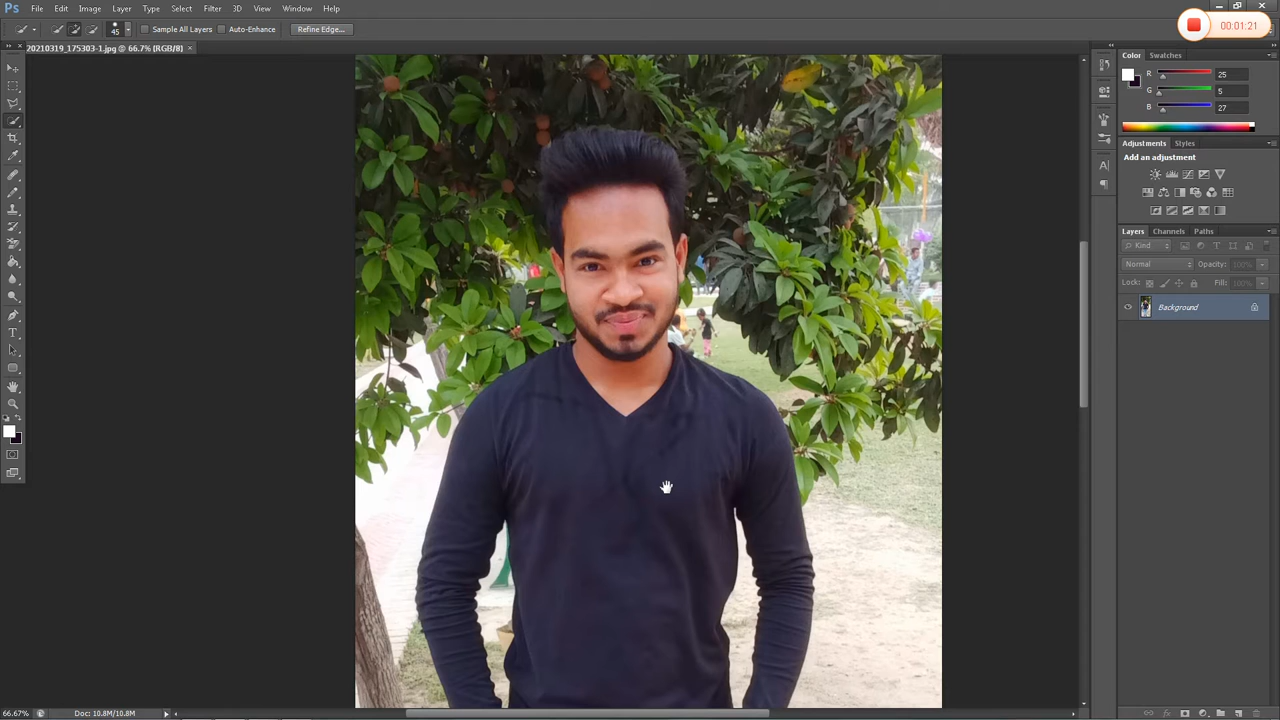 Ps File Edit Image Layer Type Select Filter 3D View Window Help
00:01:21
45 Sample All Layers Auto-Enhance Refine Edge...
20210319_175303-1.jpg @ 66.7% (RGB/8) ×
Color Swatches
R 25
G 5
B 27
Adjustments Styles
Add an adjustment
Layers Channels Paths
Kind
Normal Opacity: 100%
Lock: Fill: 100%
Background
66.67% Doc: 10.8M/10.8M